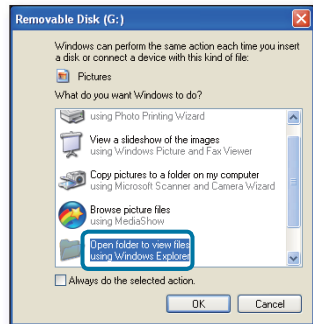 Removable Disk (G:)
Windows can perform the same action each time you insert
a disk or connect a device with this kind of file:
Pictures
What do you want Windows to do?
using Photo Printing Wizard
View a slideshow of the images
using Windows Picture and Fax Viewer
Copy pictures to a folder on my computer
using Microsoft Scanner and Camera Wizard
Browse picture files
using MediaShow
Open folder to view files
using Windows Explorer
Always do the selected action.
OK
Cancel